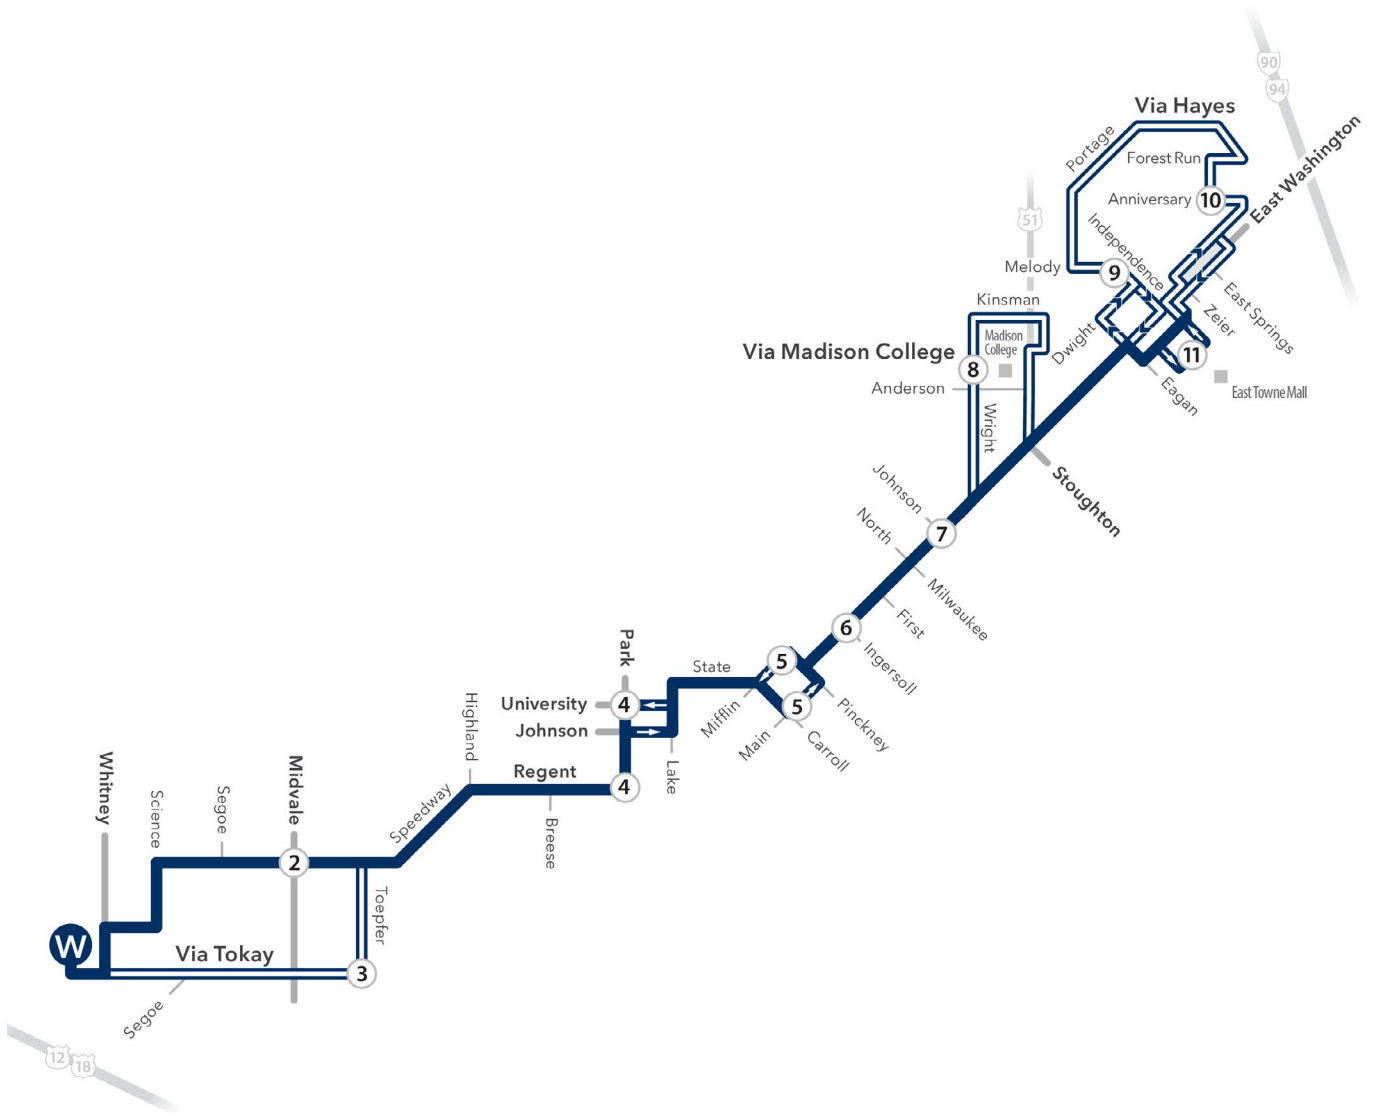 90
94
Via Hayes
East Washington
Portage
Forest Run
Anniversary
10
51
Independence
Melody
9
East Springs
Zeier
Kinsman
Madison
College
Dwight
Via Madison College
8
11
Anderson
Eagan
East Towne Mall
Wright
Johnson
Stoughton
7
North
Milwaukee
First
6
Ingersoll
Park
State
5
University
4
Mifflin
5
Pinckney
Johnson
Main
Carroll
Highland
Lake
Regent
4
Whitney
Midvale
Science
Segoe
Speedway
Breese
2
Toepfer
W
Via Tokay
3
Segoe
12
18